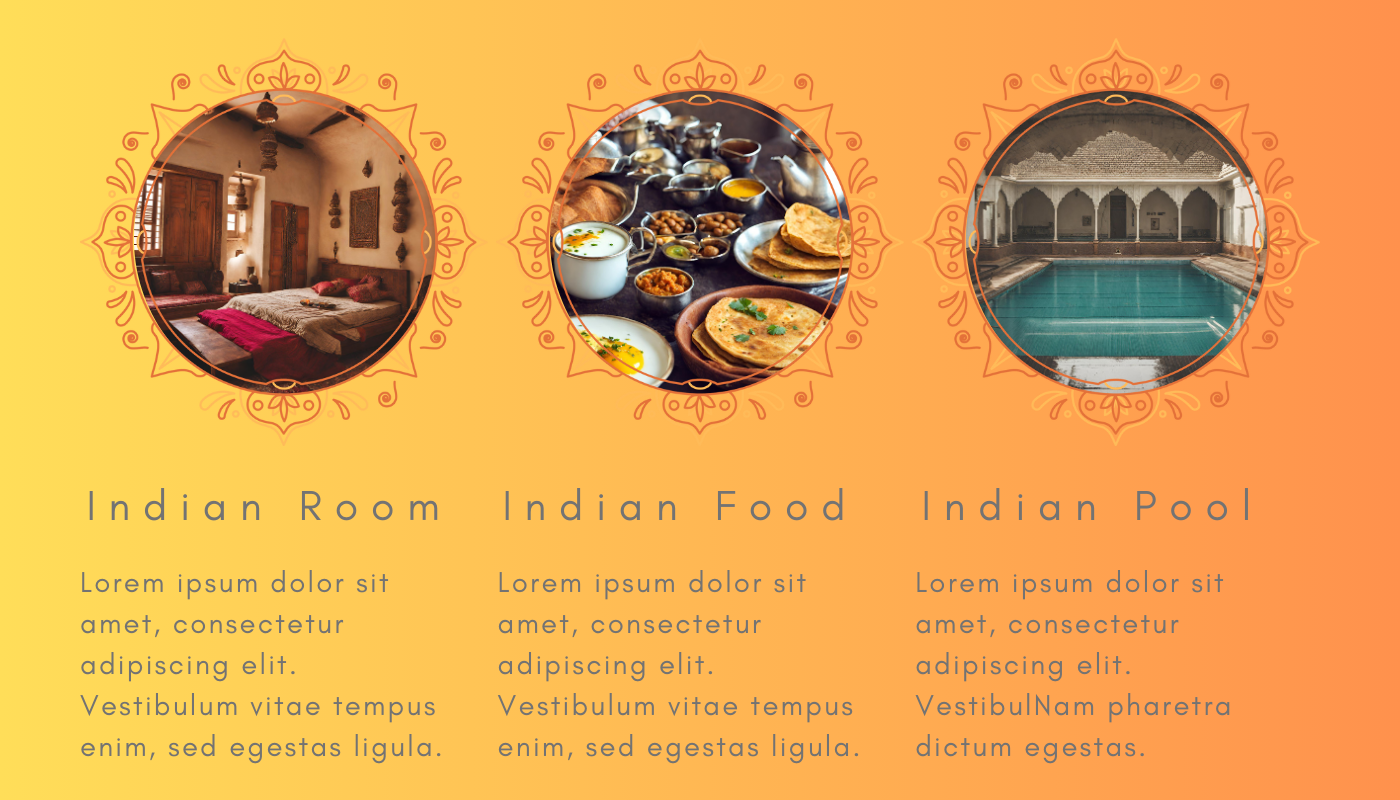 Indian Room
Lorem ipsum dolor sit
amet, consectetur
adipiscing elit.
Vestibulum vitae tempus
enim, sed egestas ligula.
Indian Food
Lorem ipsum dolor sit
amet, consectetur
adipiscing elit.
Vestibulum vitae tempus
enim, sed egestas ligula.
Indian Pool
Lorem ipsum dolor sit
amet, consectetur
adipiscing elit.
VestibulNam pharetra
dictum egestas.